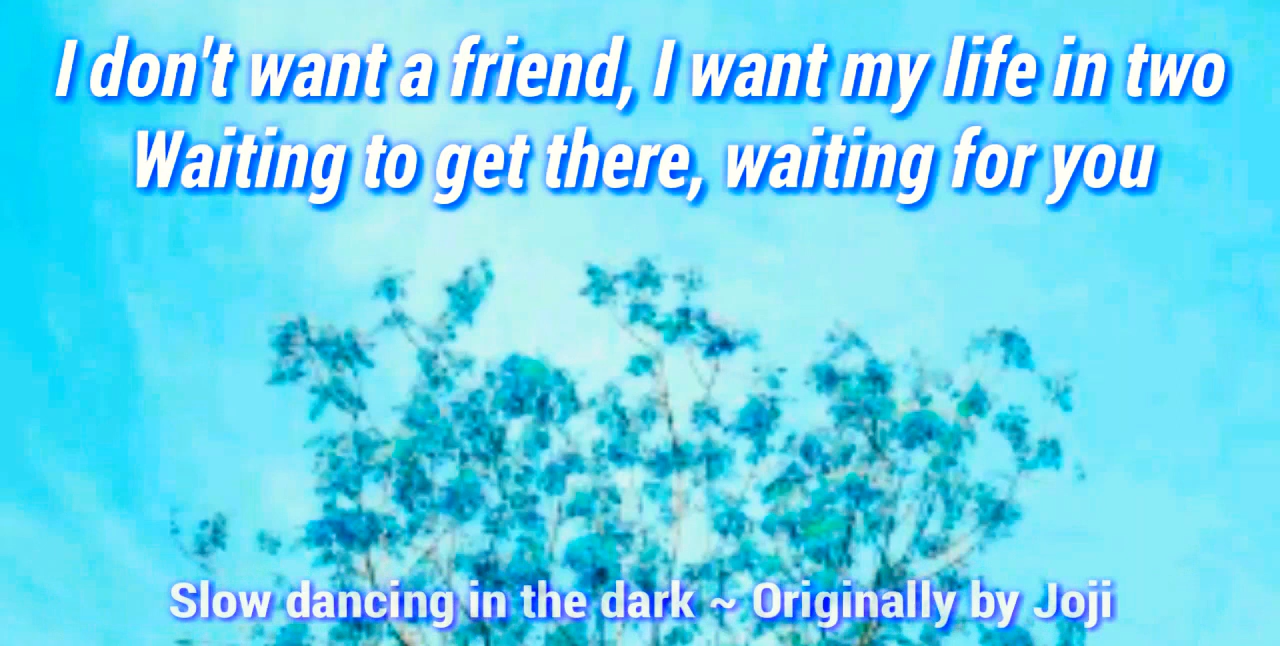 I don't want a friend, I want my life in two
Waiting to get there, waiting for you
Slow dancing in the dark ~ Originally by Joji